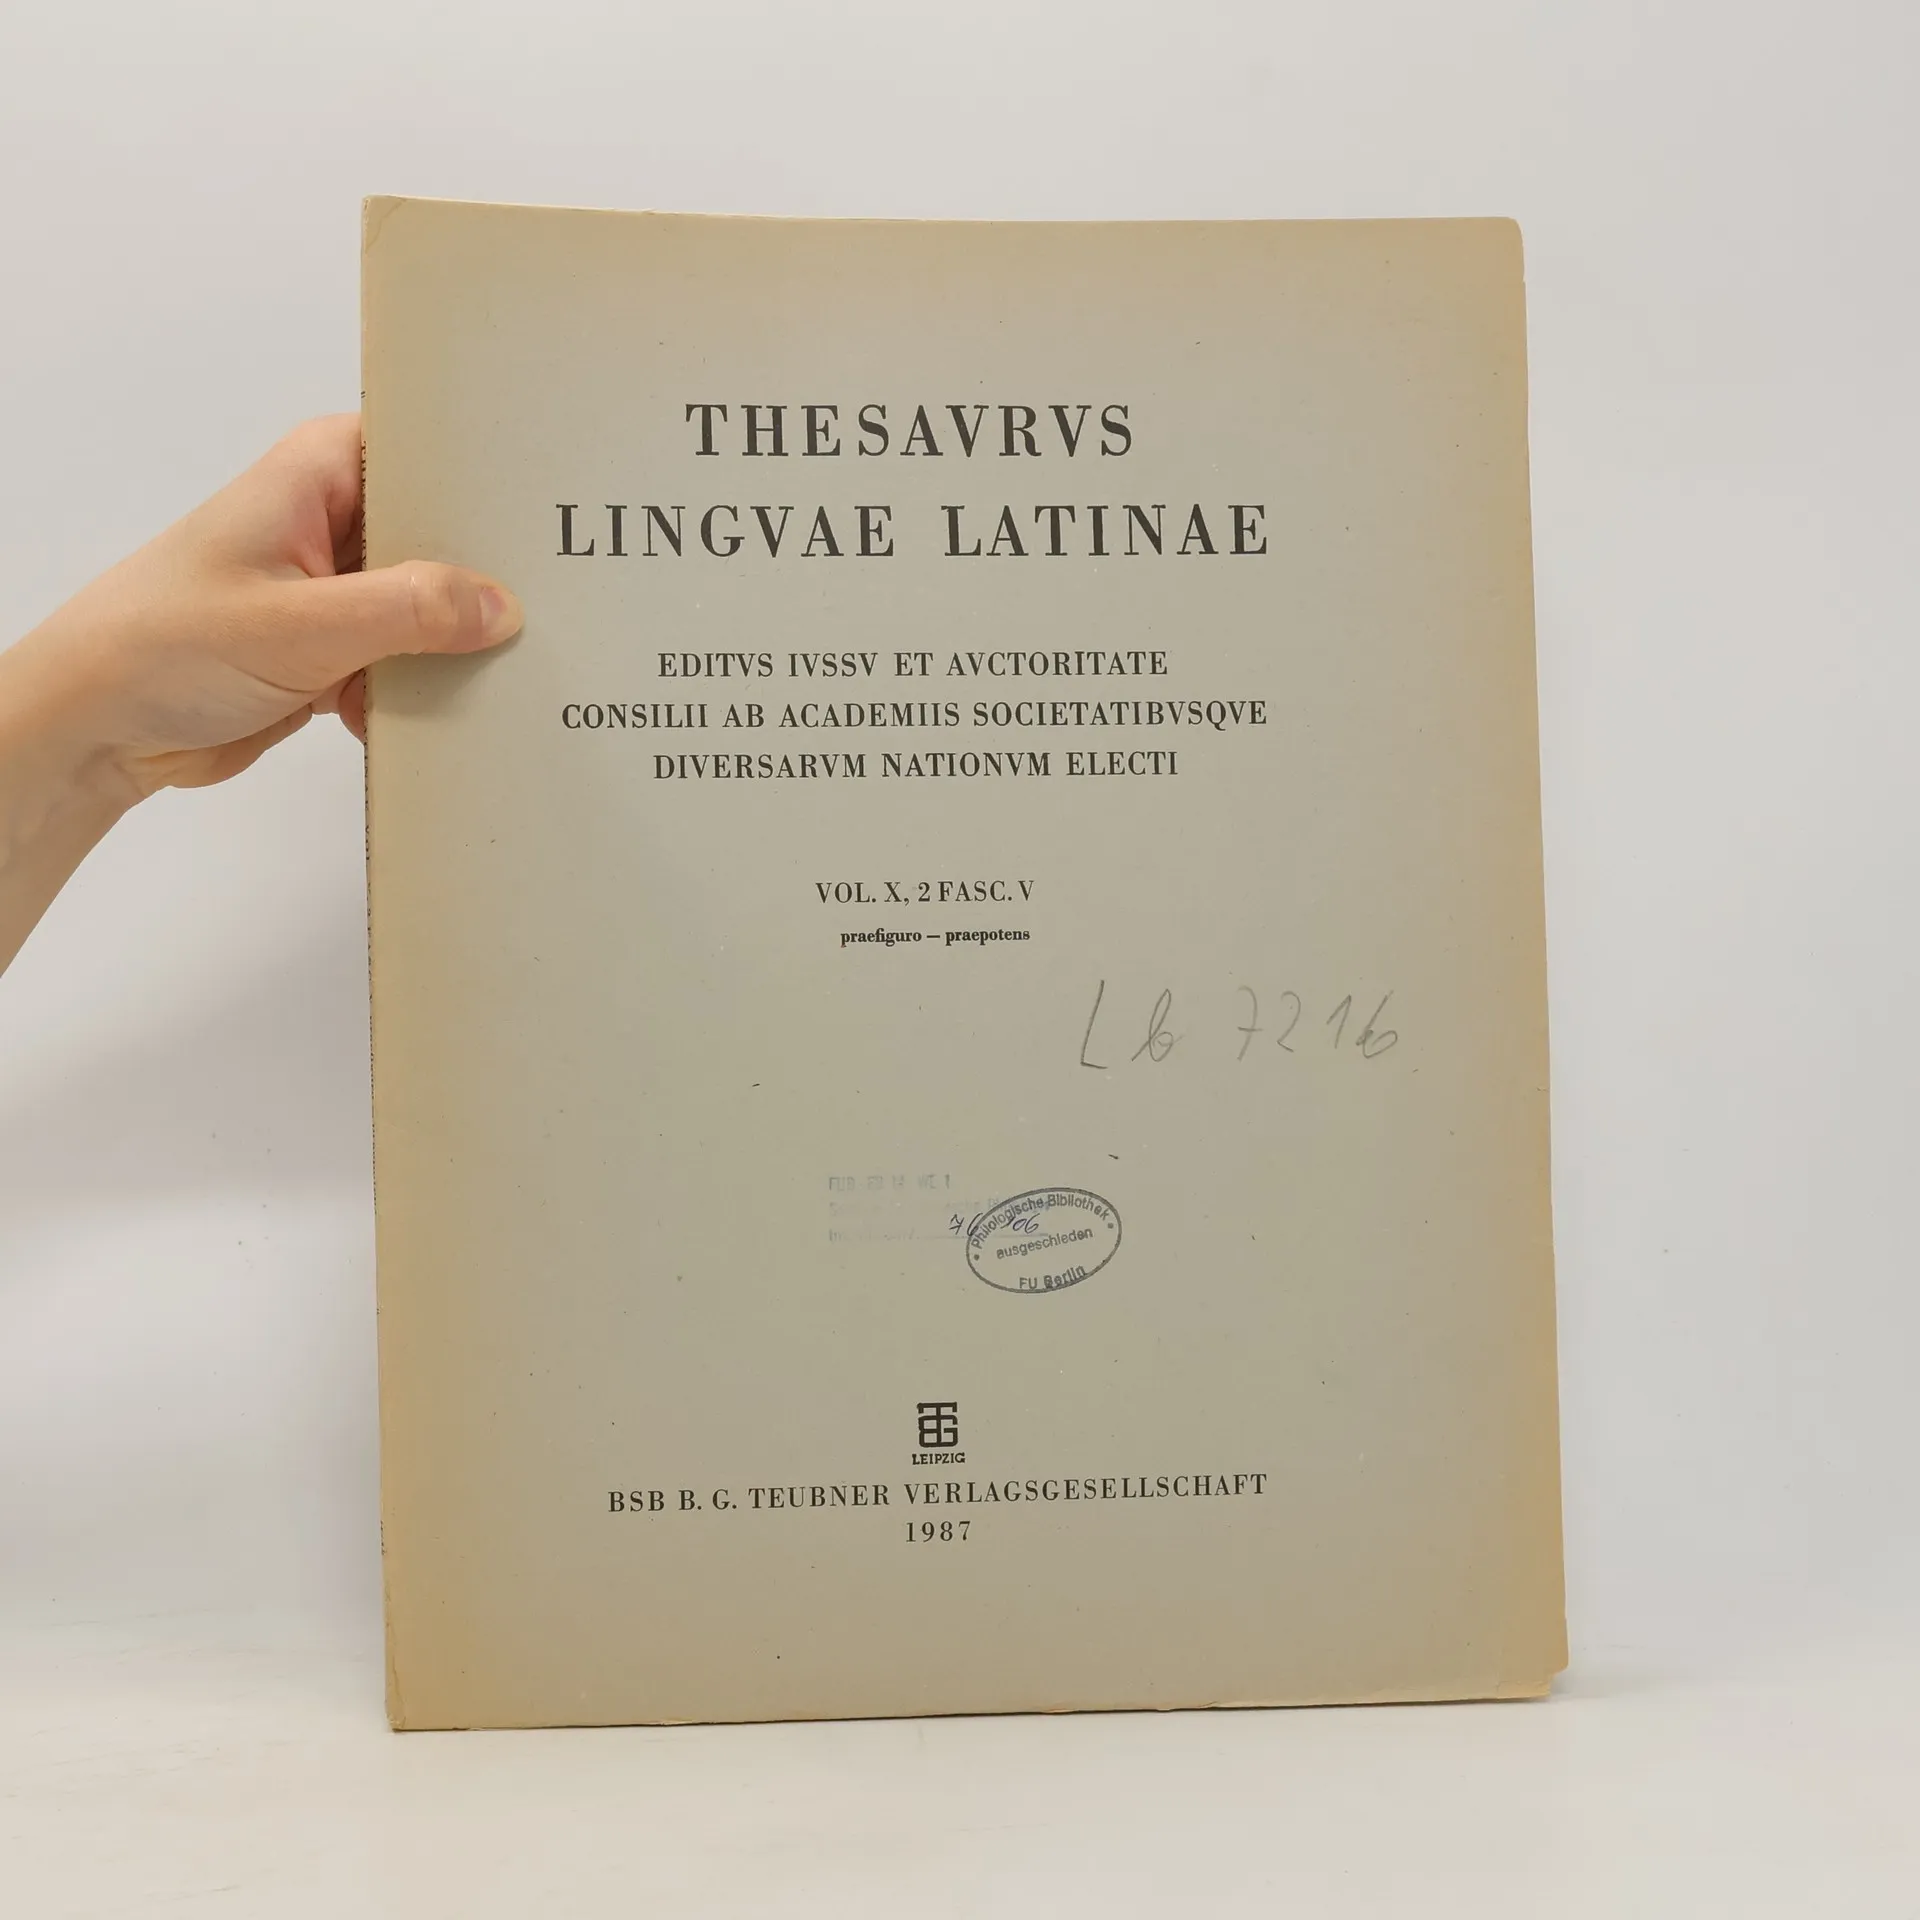 THESAVRVS
LINGVAE LATINAE
EDITVS IVSSV ET AVCTORITATE
CONSILII AB ACADEMIIS SOCIETATIBVSQVE
DIVERSARVM NATIONVM ELECTI
VOL. X, 2 FASC. V
praefiguro — praepotens
Lb 7216
Philologische Bibliothek
ausgeschieden
FU Berlin
LEIPZIG
BSB B. G. TEUBNER VERLAGSGESELLSCHAFT
1987